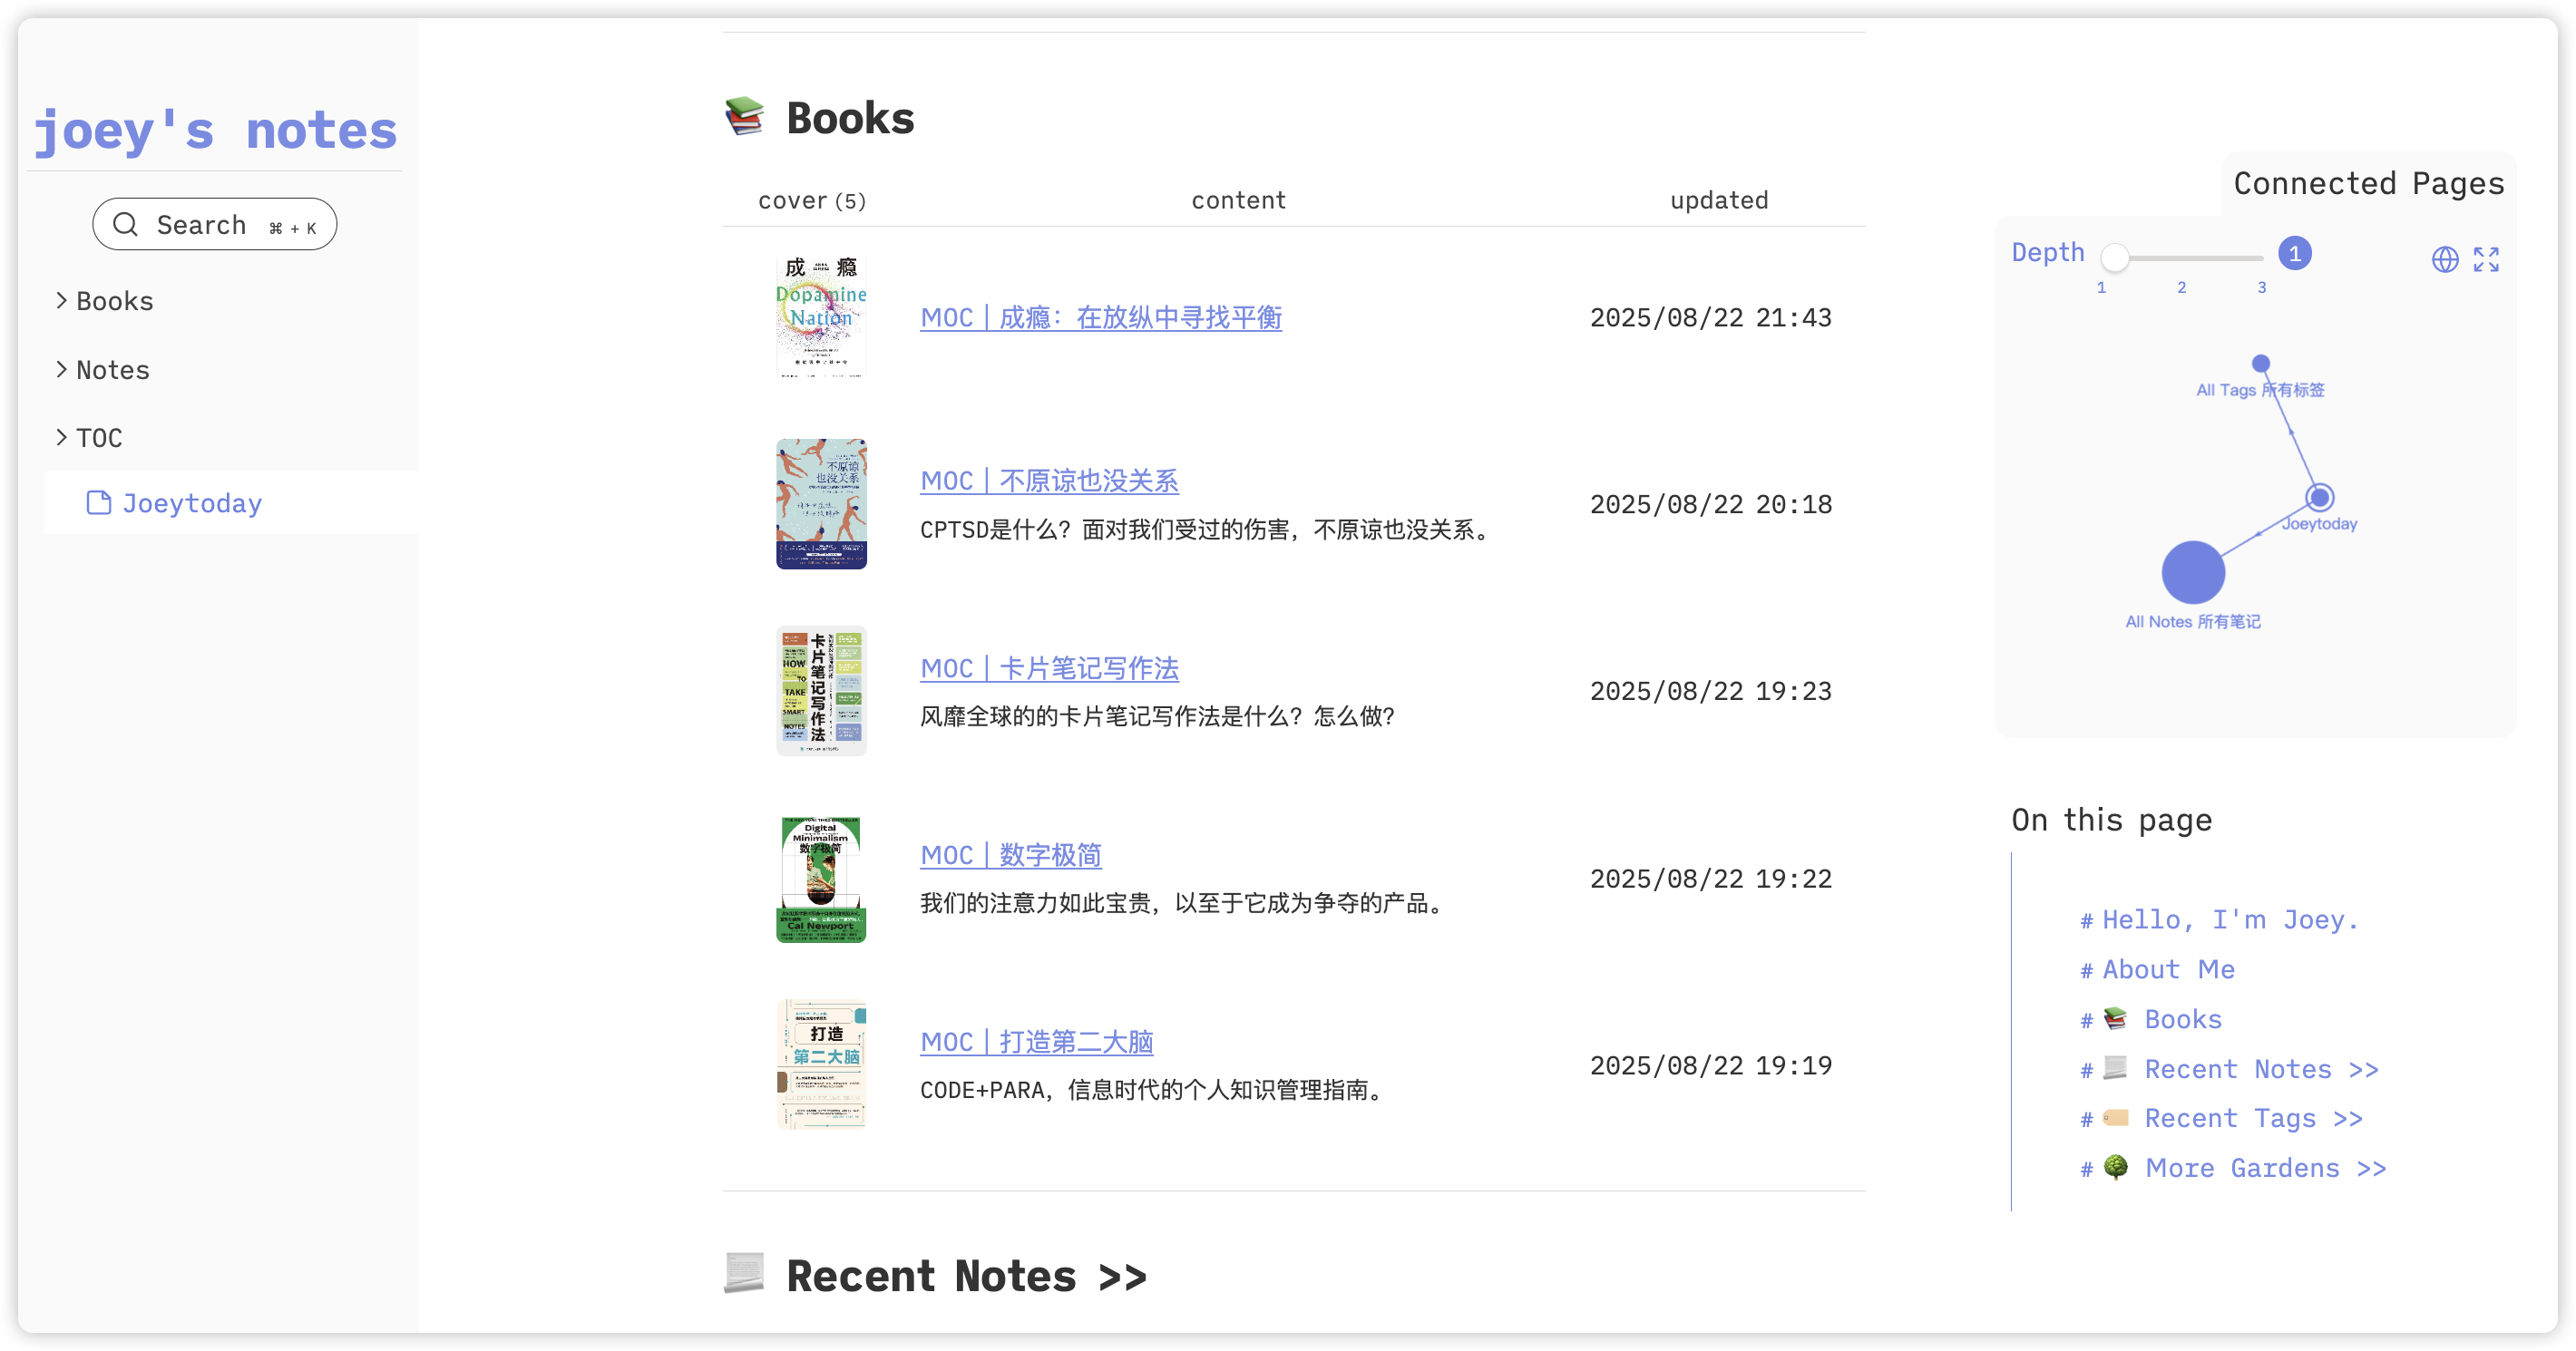 joey's notes
Search ⌘ + K
Books
Notes
TOC
Joeytoday
📚 Books
cover (5) content updated
成瘾
Dopamine
Nation
MOC｜成瘾：在放纵中寻找平衡
2025/08/22 21:43
不原谅
也没关系
MOC｜不原谅也没关系
CPTSD是什么？面对我们受过的伤害，不原谅也没关系。
2025/08/22 20:18
卡片笔记写作法
HOW
TO
TAKE
SMART
NOTES
MOC｜卡片笔记写作法
风靡全球的的卡片笔记写作法是什么？怎么做？
2025/08/22 19:23
Digital
Minimalism
数字极简
Cal Newport
MOC｜数字极简
我们的注意力如此宝贵，以至于它成为争夺的产品。
2025/08/22 19:22
打造
第二大脑
MOC｜打造第二大脑
CODE+PARA，信息时代的个人知识管理指南。
2025/08/22 19:19
📃 Recent Notes >>
Connected Pages
Depth 1
1 2 3
All Tags 所有标签
Joeytoday
All Notes 所有笔记
On this page
# Hello, I'm Joey.
# About Me
# 📚 Books
# 📃 Recent Notes >>
# 🏷️ Recent Tags >>
# 🌳 More Gardens >>